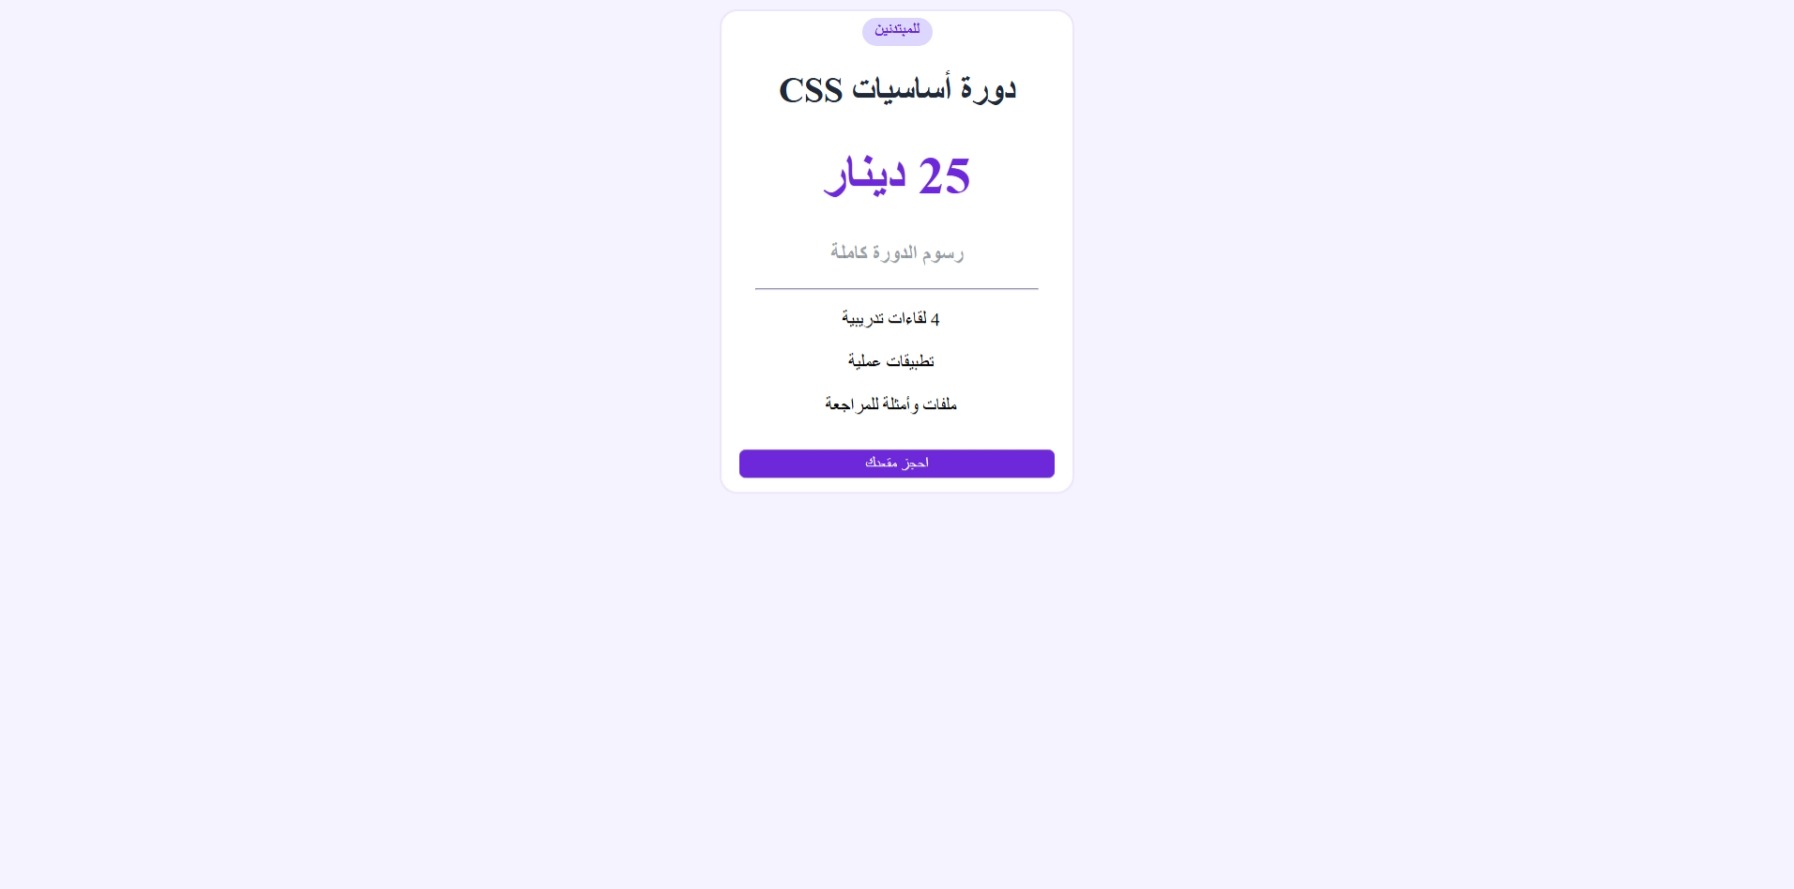 للمبتدئين
دورة أساسيات CSS
25 دينار
رسوم الدورة كاملة
4 لقاءات تدريبية
تطبيقات عملية
ملفات وأمثلة للمراجعة
احجز مقعدك